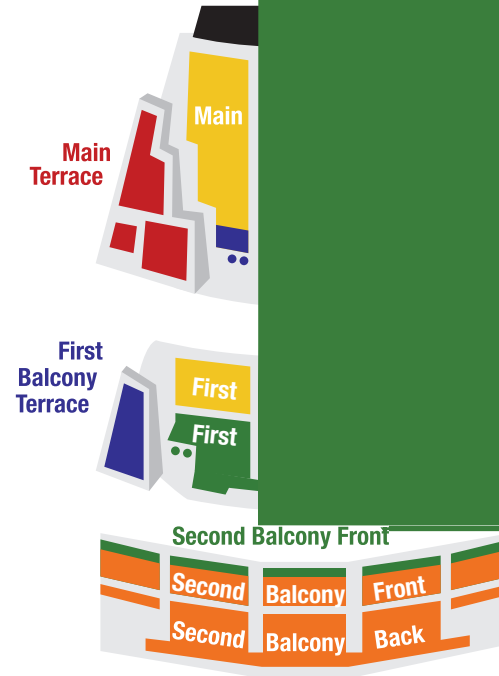 Main
Main
Terrace
First
Balcony
Terrace
First
First
Second Balcony Front
Second Balcony Front
Second Balcony Back